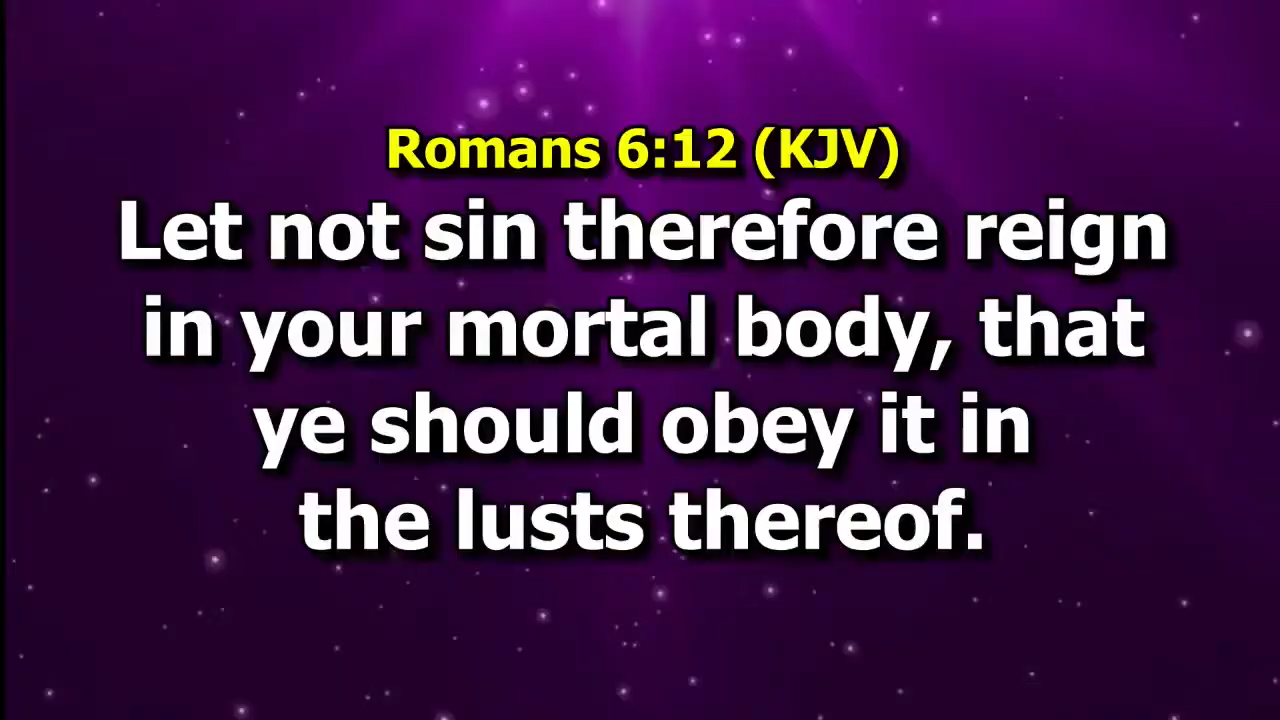 Romans 6:12 (KJV)
Let not sin therefore reign
in your mortal body, that
ye should obey it in
the lusts thereof.